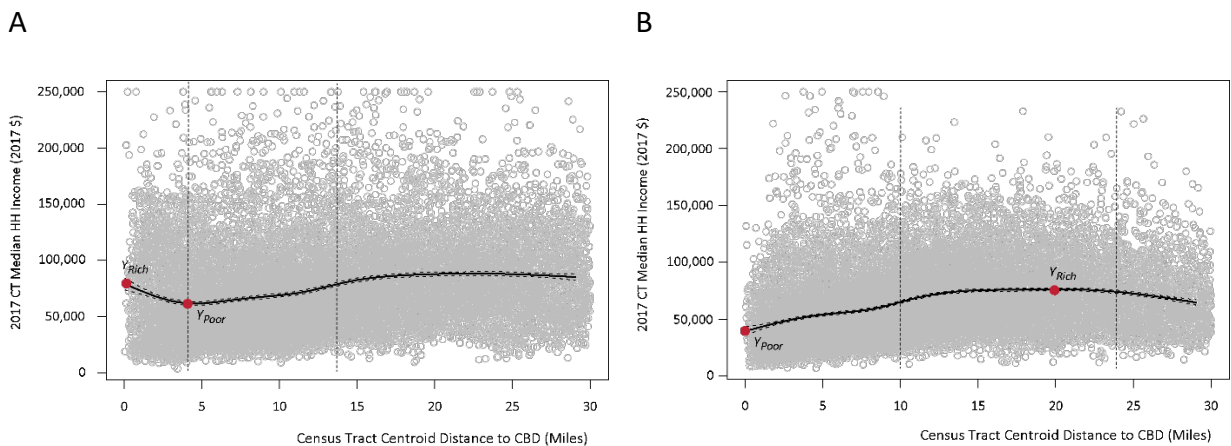 A
2017 CT Median HH Income (2017 $)
250,000
200,000
150,000
100,000
50,000
0
Y_Rich
Y_Poor
0 5 10 15 20 25 30
Census Tract Centroid Distance to CBD (Miles)
B
2017 CT Median HH Income (2017 $)
250,000
200,000
150,000
100,000
50,000
0
Y_Rich
Y_Poor
0 5 10 15 20 25 30
Census Tract Centroid Distance to CBD (Miles)